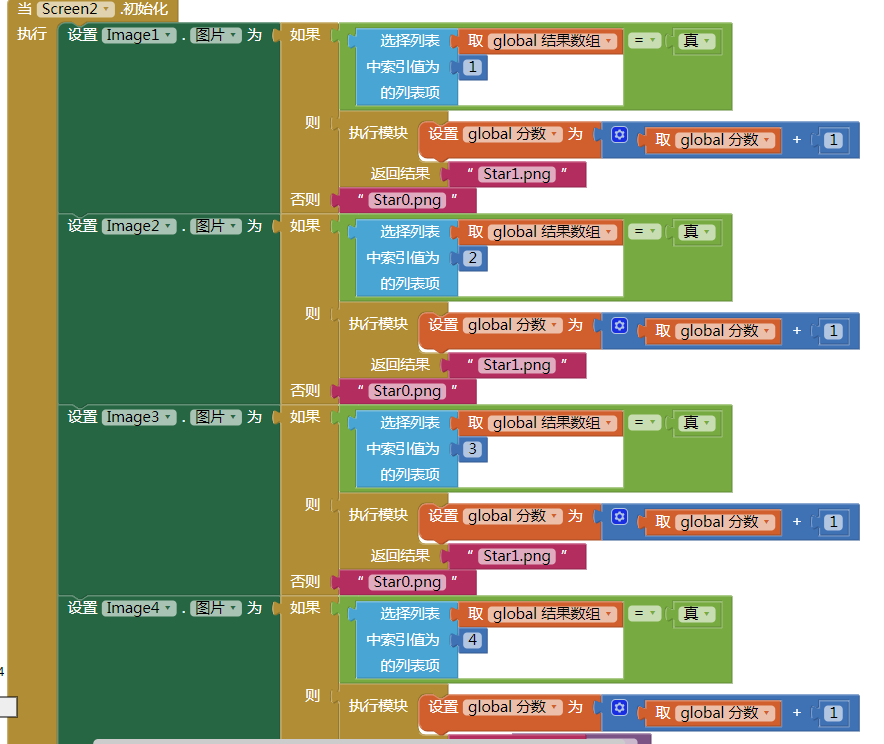 当 Screen2 .初始化
执行 设置 Image1 . 图片 为 如果 选择列表 取 global 结果数组 = 真
中索引值为 1
的列表项
则 执行模块 设置 global 分数 为 取 global 分数 + 1
返回结果 “ Star1.png ”
否则 “ Star0.png ”
设置 Image2 . 图片 为 如果 选择列表 取 global 结果数组 = 真
中索引值为 2
的列表项
则 执行模块 设置 global 分数 为 取 global 分数 + 1
返回结果 “ Star1.png ”
否则 “ Star0.png ”
设置 Image3 . 图片 为 如果 选择列表 取 global 结果数组 = 真
中索引值为 3
的列表项
则 执行模块 设置 global 分数 为 取 global 分数 + 1
返回结果 “ Star1.png ”
否则 “ Star0.png ”
设置 Image4 . 图片 为 如果 选择列表 取 global 结果数组 = 真
中索引值为 4
的列表项
4
则 执行模块 设置 global 分数 为 取 global 分数 + 1